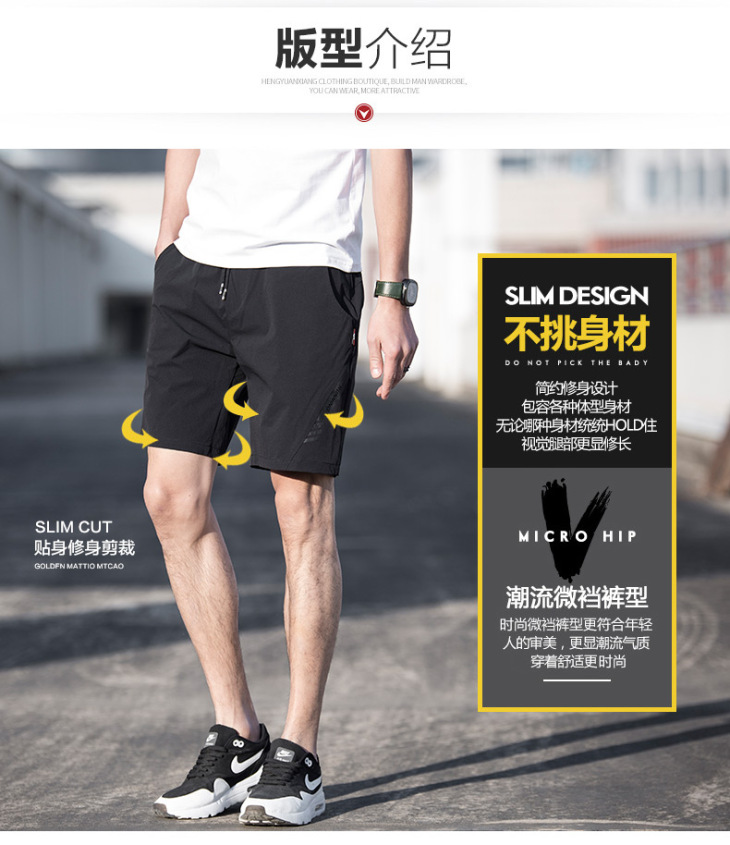 版型介绍
HENGYUANXIANG CLOTHING BOUTIQUE, BUILD MAN WARDROBE,
YOU CAN WEAR, MORE ATTRACTIVE
SLIM DESIGN
不挑身材
DO NOT PICK THE BADY
简约修身设计
包容各种体型身材
无论哪种身材统统HOLD住
视觉腿部更显修长
SLIM CUT
贴身修身剪裁
GOLDFN MATTIO MTCAO
V
MICRO HIP
潮流微裆裤型
时尚微裆裤型更符合年轻
人的审美，更显潮流气质
穿着舒适更时尚